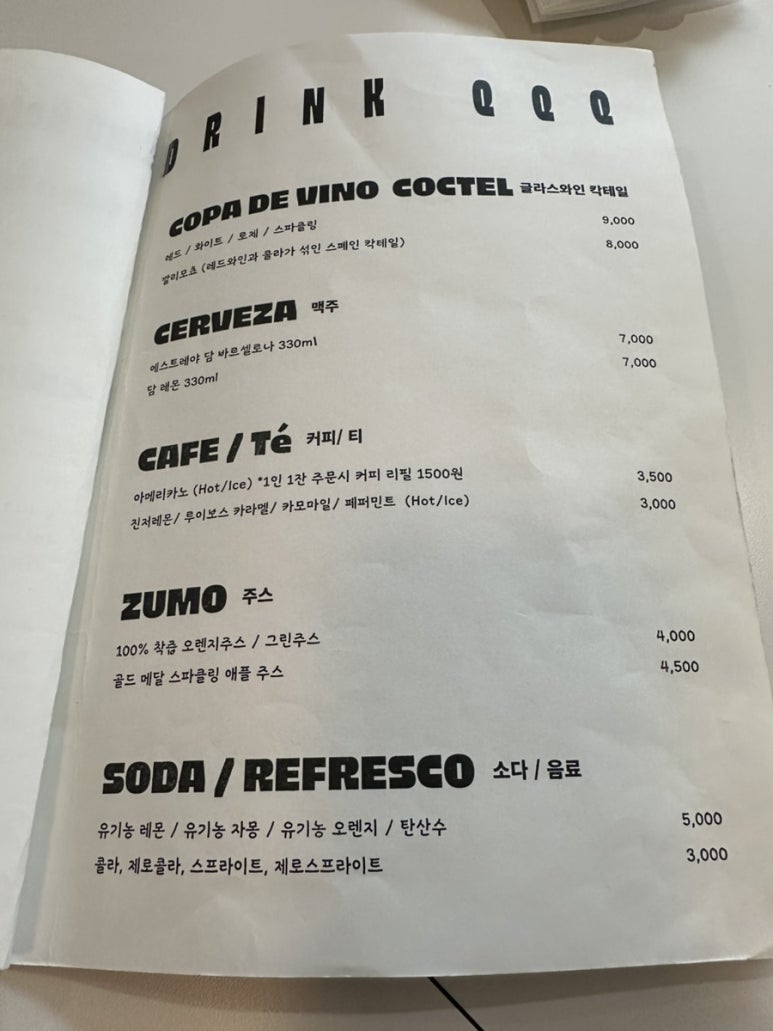 DRINK QQQ
COPA DE VINO COCTEL 글라스와인 칵테일
레드 / 화이트 / 로제 / 스파클링 9,000
깔리모쵸 (레드와인과 콜라가 섞인 스페인 칵테일) 8,000
CERVEZA 맥주
에스트레야 담 바르셀로나 330ml 7,000
담 레몬 330ml 7,000
CAFE / Té 커피/ 티
아메리카노 (Hot/Ice) *1인 1잔 주문시 커피 리필 1500원 3,500
진저레몬/ 루이보스 카라멜/ 카모마일/ 페퍼민트 (Hot/Ice) 3,000
ZUMO 주스
100% 착즙 오렌지주스 / 그린주스 4,000
골드 메달 스파클링 애플 주스 4,500
SODA / REFRESCO 소다 / 음료
유기농 레몬 / 유기농 자몽 / 유기농 오렌지 / 탄산수 5,000
콜라, 제로콜라, 스프라이트, 제로스프라이트 3,000